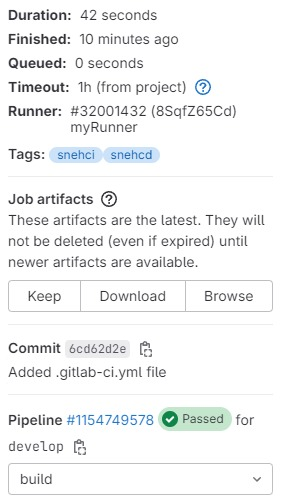 Duration: 42 seconds
Finished: 10 minutes ago
Queued: 0 seconds
Timeout: 1h (from project) ?
Runner: #32001432 (8SqfZ65Cd)
myRunner
Tags: snehci snehcd
Job artifacts ?
These artifacts are the latest. They will
not be deleted (even if expired) until
newer artifacts are available.
Keep Download Browse
Commit 6cd62d2e
Added .gitlab-ci.yml file
Pipeline #1154749578 Passed for
develop
build